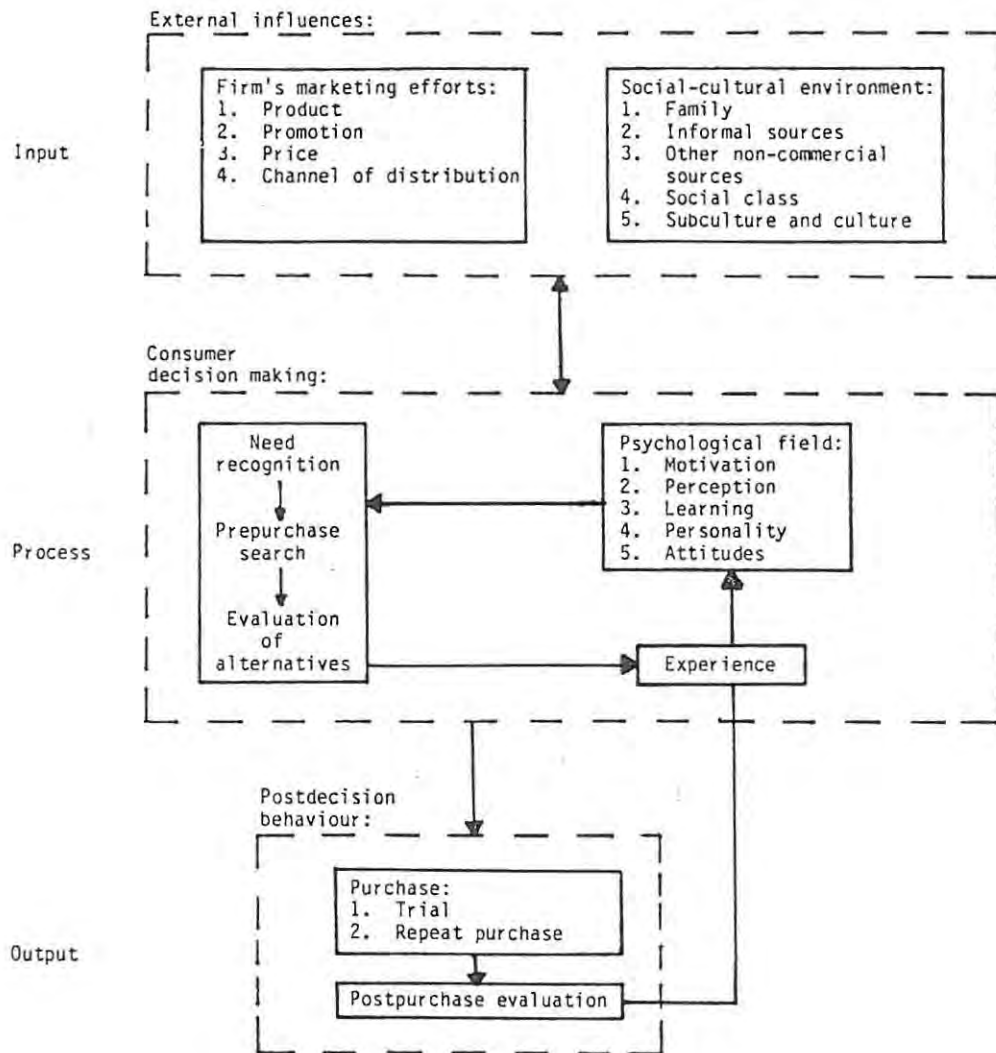 External influences:
Input
Firm's marketing efforts:
1. Product
2. Promotion
3. Price
4. Channel of distribution
Social-cultural environment:
1. Family
2. Informal sources
3. Other non-commercial
sources
4. Social class
5. Subculture and culture
Consumer
decision making:
Process
Need
recognition
Prepurchase
search
Evaluation
of
alternatives
Psychological field:
1. Motivation
2. Perception
3. Learning
4. Personality
5. Attitudes
Experience
Postdecision
behaviour:
Output
Purchase:
1. Trial
2. Repeat purchase
Postpurchase evaluation